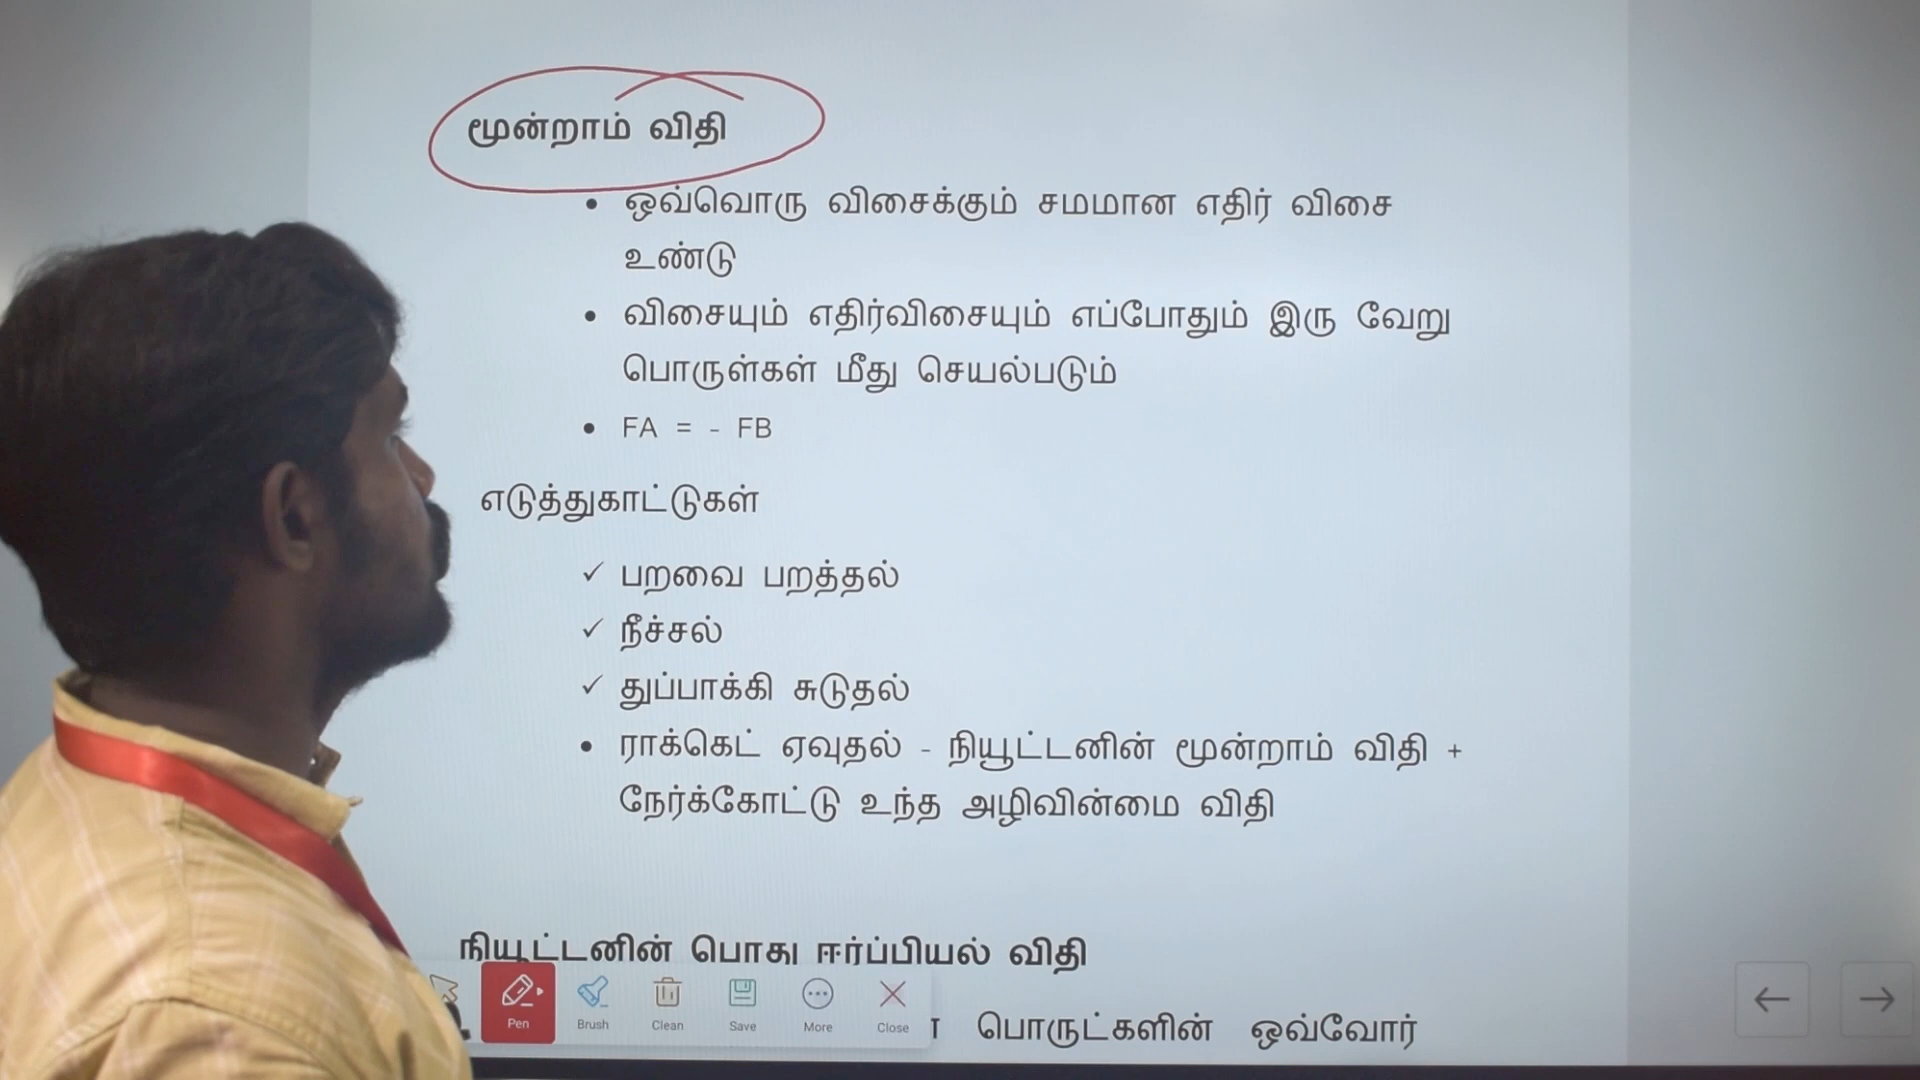 மூன்றாம் விதி
• ஒவ்வொரு விசைக்கும் சமமான எதிர் விசை
உண்டு
• விசையும் எதிர்விசையும் எப்போதும் இரு வேறு
பொருள்கள் மீது செயல்படும்
• FA = - FB
எடுத்துகாட்டுகள்
✓ பறவை பறத்தல்
✓ நீச்சல்
✓ துப்பாக்கி சுடுதல்
• ராக்கெட் ஏவுதல் - நியூட்டனின் மூன்றாம் விதி +
நேர்க்கோட்டு உந்த அழிவின்மை விதி
நியூட்டனின் பொது ஈர்ப்பியல் விதி
பொருட்களின் ஒவ்வோர்
Pen Brush Clean Save More Close